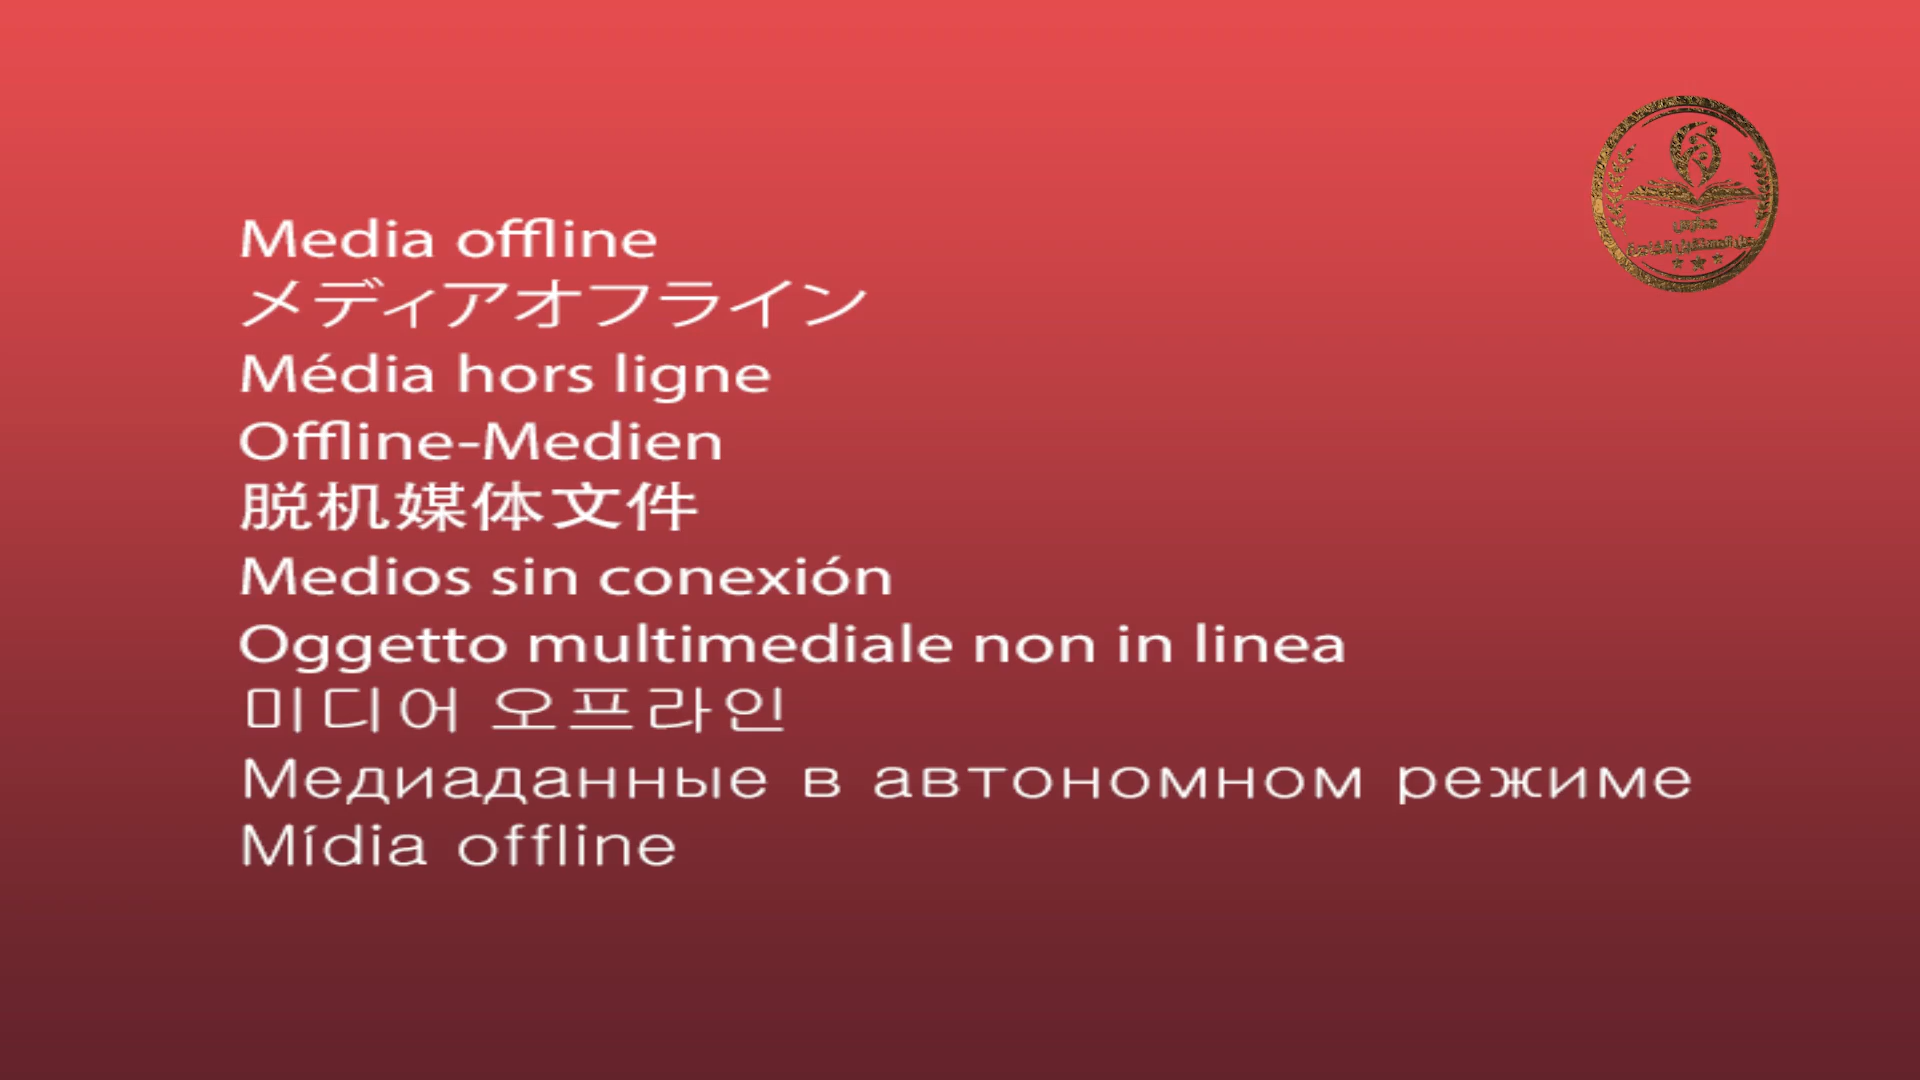 Media offline
メディアオフライン
Média hors ligne
Offline-Medien
脱机媒体文件
Medios sin conexión
Oggetto multimediale non in linea
미디어 오프라인
Медиаданные в автономном режиме
Mídia offline
مدارس